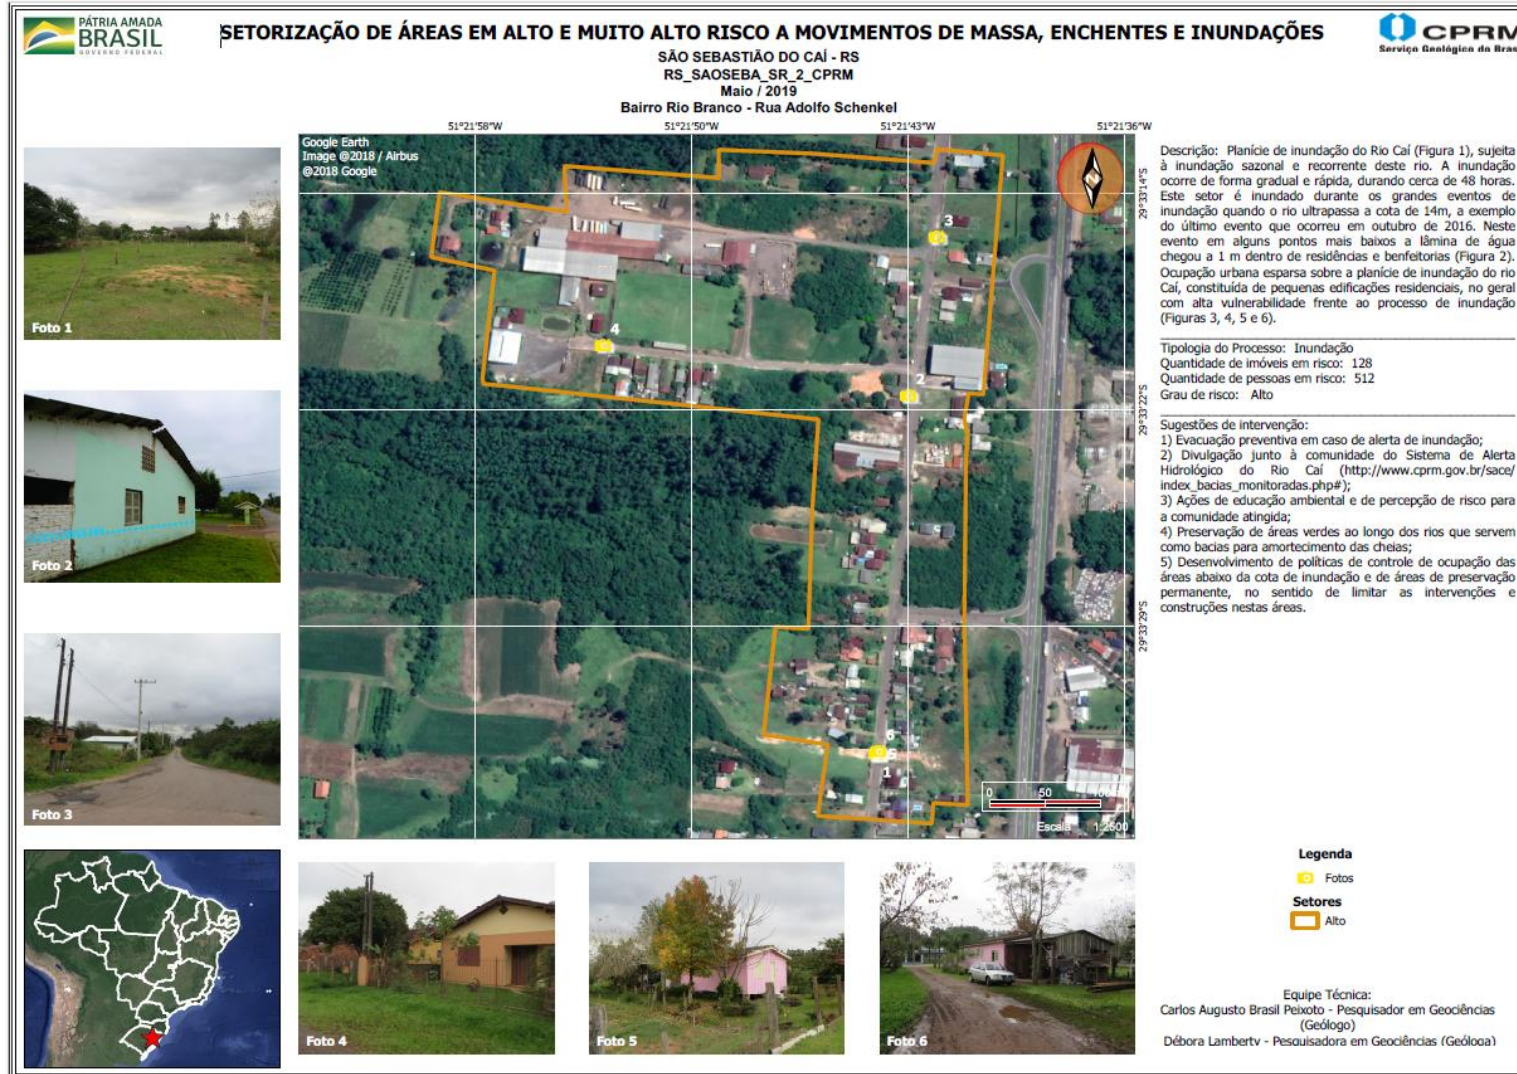 PÁTRIA AMADA
BRASIL
GOVERNO FEDERAL
SETORIZAÇÃO DE ÁREAS EM ALTO E MUITO ALTO RISCO A MOVIMENTOS DE MASSA, ENCHENTES E INUNDAÇÕES
SÃO SEBASTIÃO DO CAÍ - RS
RS_SAOSEBA_SR_2_CPRM
Maio / 2019
Bairro Rio Branco - Rua Adolfo Schenkel
CPRM
Serviço Geológico do Bras
51°21'58"W
51°21'50"W
51°21'43"W
51°21'36"W
Google Earth
Image @2018 / Airbus
@2018 Google
N
29°33'14"S
29°33'22"S
29°33'29"S
3
4
2
6
5
1
0 50
Escala 1:2500
Foto 1
Foto 2
Foto 3
Foto 4
Foto 5
Foto 6
Descrição: Planície de inundação do Rio Caí (Figura 1), sujeita
à inundação sazonal e recorrente deste rio. A inundação
ocorre de forma gradual e rápida, durando cerca de 48 horas.
Este setor é inundado durante os grandes eventos de
inundação quando o rio ultrapassa a cota de 14m, a exemplo
do último evento que ocorreu em outubro de 2016. Neste
evento em alguns pontos mais baixos a lâmina de água
chegou a 1 m dentro de residências e benfeitorias (Figura 2).
Ocupação urbana esparsa sobre a planície de inundação do rio
Caí, constituída de pequenas edificações residenciais, no geral
com alta vulnerabilidade frente ao processo de inundação
(Figuras 3, 4, 5 e 6).
Tipologia do Processo: Inundação
Quantidade de imóveis em risco: 128
Quantidade de pessoas em risco: 512
Grau de risco: Alto
Sugestões de intervenção:
1) Evacuação preventiva em caso de alerta de inundação;
2) Divulgação junto à comunidade do Sistema de Alerta
Hidrológico do Rio Caí (http://www.cprm.gov.br/sace/
index_bacias_monitoradas.php#);
3) Ações de educação ambiental e de percepção de risco para
a comunidade atingida;
4) Preservação de áreas verdes ao longo dos rios que servem
como bacias para amortecimento das cheias;
5) Desenvolvimento de políticas de controle de ocupação das
áreas abaixo da cota de inundação e de áreas de preservação
permanente, no sentido de limitar as intervenções e
construções nestas áreas.
Legenda
Fotos
Setores
Alto
Equipe Técnica:
Carlos Augusto Brasil Peixoto - Pesquisador em Geociências
(Geólogo)
Débora Lamberty - Pesquisadora em Geociências (Geóloga)